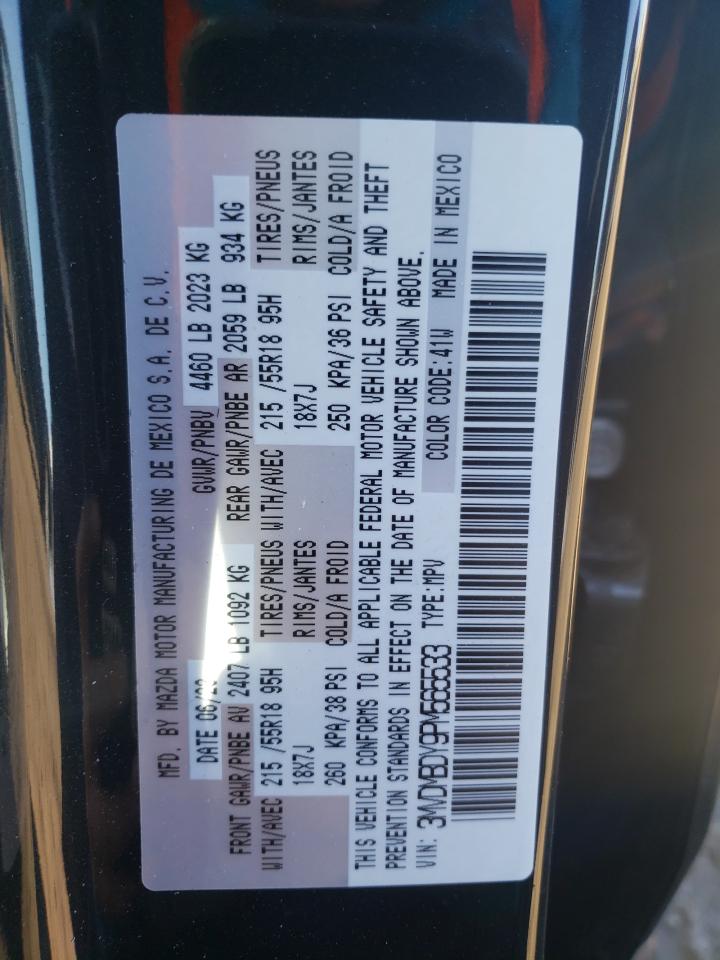 MFD. BY MAZDA MOTOR MANUFACTURING DE MEXICO S.A. DE C.V.
DATE 06/23 GVWR/PNBV 4460 LB 2023 KG
FRONT GAWR/PNBE AV 2407 LB 1092 KG REAR GAWR/PNBE AR 2059 LB 934 KG
WITH/AVEC 215 /55R18 95H TIRES/PNEUS WITH/AVEC 215 /55R18 95H TIRES/PNEUS
18X7J RIMS/JANTES 18X7J RIMS/JANTES
260 KPA/38 PSI COLD/A FROID 250 KPA/36 PSI COLD/A FROID
THIS VEHICLE CONFORMS TO ALL APPLICABLE FEDERAL MOTOR VEHICLE SAFETY AND THEFT
PREVENTION STANDARDS IN EFFECT ON THE DATE OF MANUFACTURE SHOWN ABOVE.
VIN: 3MVDMBDY9PM565533 TYPE:MPV COLOR CODE:41W MADE IN MEXICO